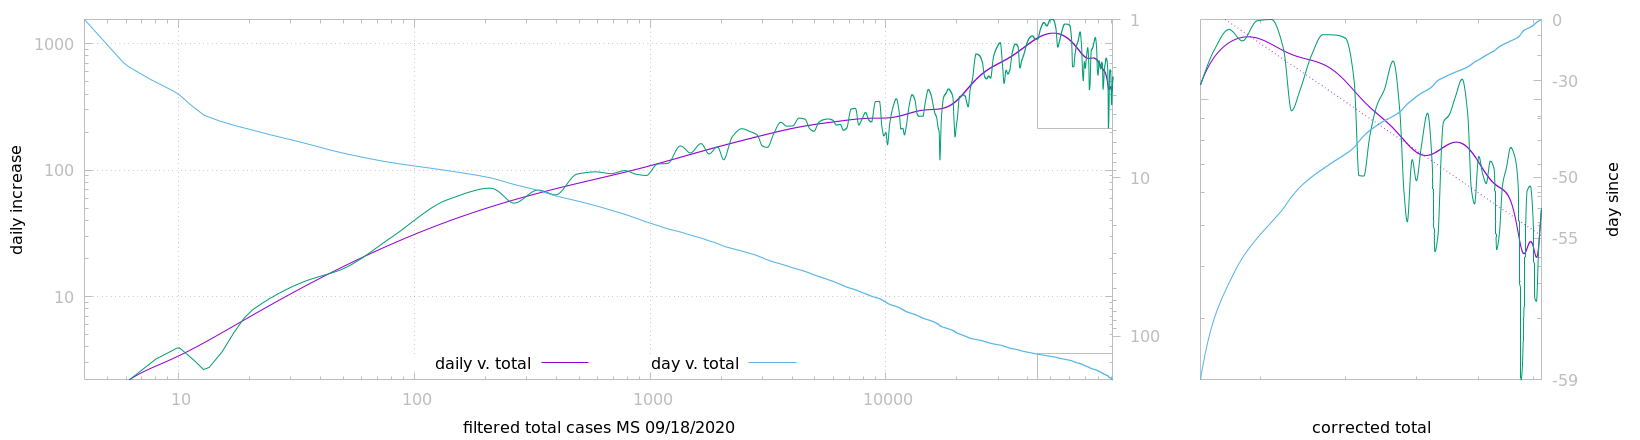 1000
100
10
daily increase
10
100
1000
10000
filtered total cases MS 09/18/2020
daily v. total
day v. total
1
10
100
0
-30
-50
-55
-59
day since
corrected total